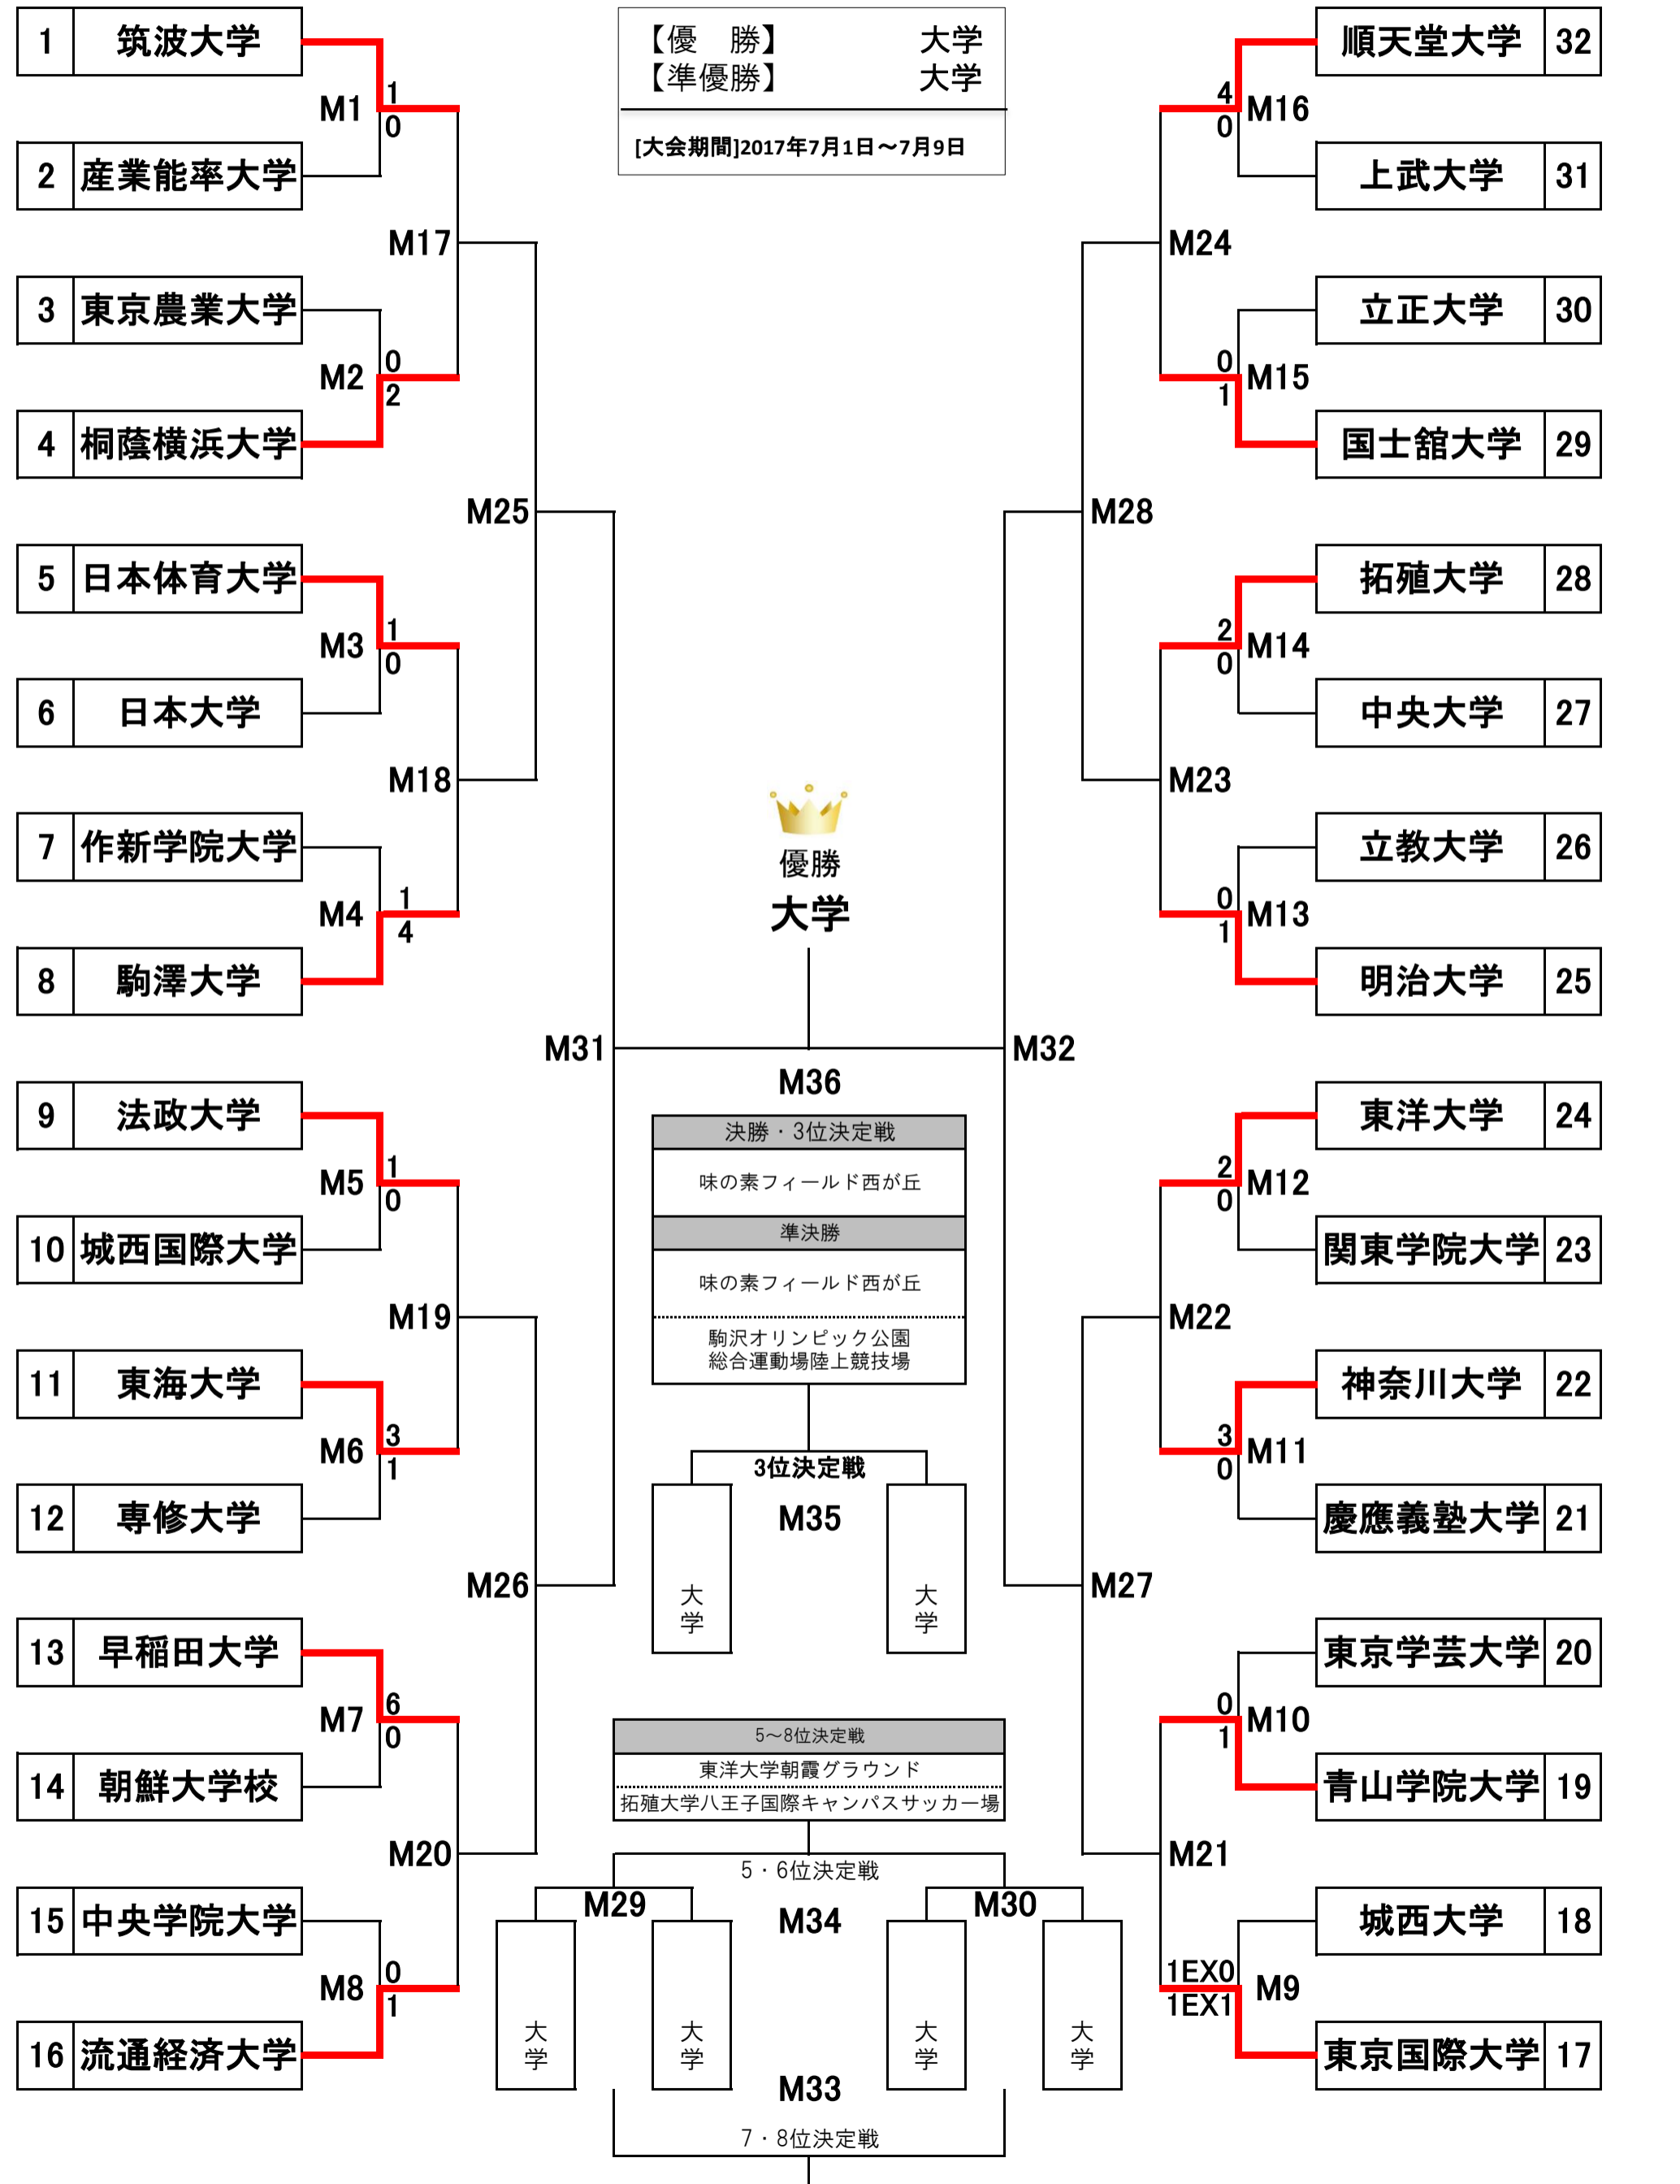 【優　勝】　大学
【準優勝】　大学
[大会期間]2017年7月1日～7月9日
1 筑波大学
M1
1
0
2 産業能率大学
M17
3 東京農業大学
M2
0
2
4 桐蔭横浜大学
M25
5 日本体育大学
M3
1
0
6 日本大学
M18
7 作新学院大学
M4
1
4
8 駒澤大学
M31
9 法政大学
M5
1
0
10 城西国際大学
M19
11 東海大学
M6
3
1
12 専修大学
M26
13 早稲田大学
M7
6
0
14 朝鮮大学校
M20
15 中央学院大学
M8
0
1
16 流通経済大学
優勝
大学
M36
決勝・3位決定戦
味の素フィールド西が丘
準決勝
味の素フィールド西が丘
駒沢オリンピック公園
総合運動場陸上競技場
3位決定戦
M35
大学
大学
5～8位決定戦
東洋大学朝霞グラウンド
拓殖大学八王子国際キャンパスサッカー場
5・6位決定戦
M29
M34
M30
大学
大学
大学
大学
M33
7・8位決定戦
順天堂大学 32
4
0
M16
上武大学 31
M24
立正大学 30
0
1
M15
国士舘大学 29
M28
拓殖大学 28
2
0
M14
中央大学 27
M23
立教大学 26
0
1
M13
明治大学 25
M32
東洋大学 24
2
0
M12
関東学院大学 23
M22
神奈川大学 22
3
0
M11
慶應義塾大学 21
M27
東京学芸大学 20
0
1
M10
青山学院大学 19
M21
城西大学 18
1EX0
1EX1
M9
東京国際大学 17